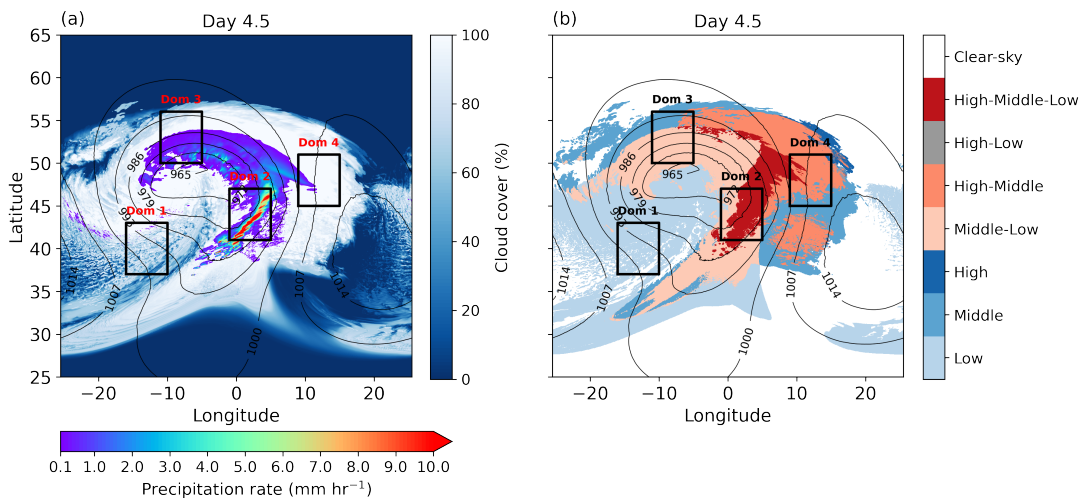 (a)
Day 4.5
65
60
55
50
45
40
35
30
25
Latitude
−20
−10
0
10
20
Longitude
Dom 3
Dom 4
Dom 2
Dom 1
986
965
979
1014
1007
1000
1007
1014
100
80
60
40
20
0
Cloud cover (%)
0.1
1.0
2.0
3.0
4.0
5.0
6.0
7.0
8.0
9.0
10.0
Precipitation rate (mm hr⁻¹)
(b)
Day 4.5
−20
−10
0
10
20
Longitude
Dom 3
Dom 4
Dom 2
Dom 1
986
965
979
1014
1007
1000
1007
1014
Clear-sky
High-Middle-Low
High-Low
High-Middle
Middle-Low
High
Middle
Low